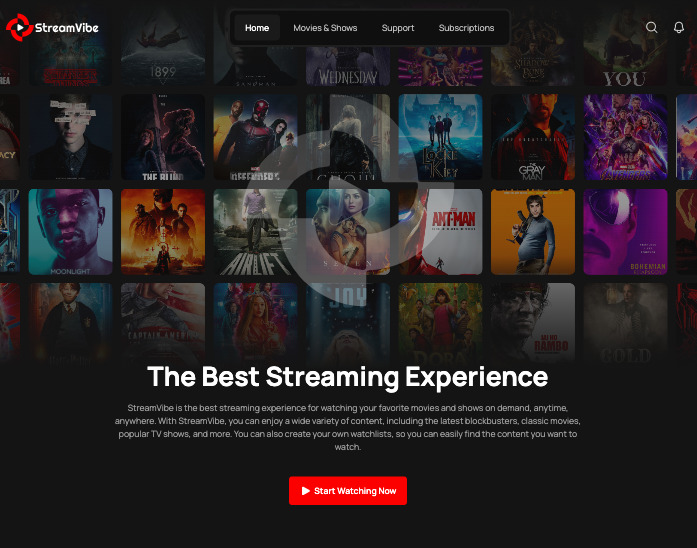 StreamVibe
Home
Movies & Shows
Support
Subscriptions
1899
SANDMAN
WEDNESDAY
YOU
DEFENDERS
LOCKE
KEY
THE
GRAY
MAN
MOONLIGHT
AIRLIFT
ANT-MAN
BOHEMIAN
JOY
CAPTAIN AMERICA
DORA
RAMBO
GOLD
The Best Streaming Experience
StreamVibe is the best streaming experience for watching your favorite movies and shows on demand, anytime,
anywhere. With StreamVibe, you can enjoy a wide variety of content, including the latest blockbusters, classic movies,
popular TV shows, and more. You can also create your own watchlists, so you can easily find the content you want to
watch.
Start Watching Now